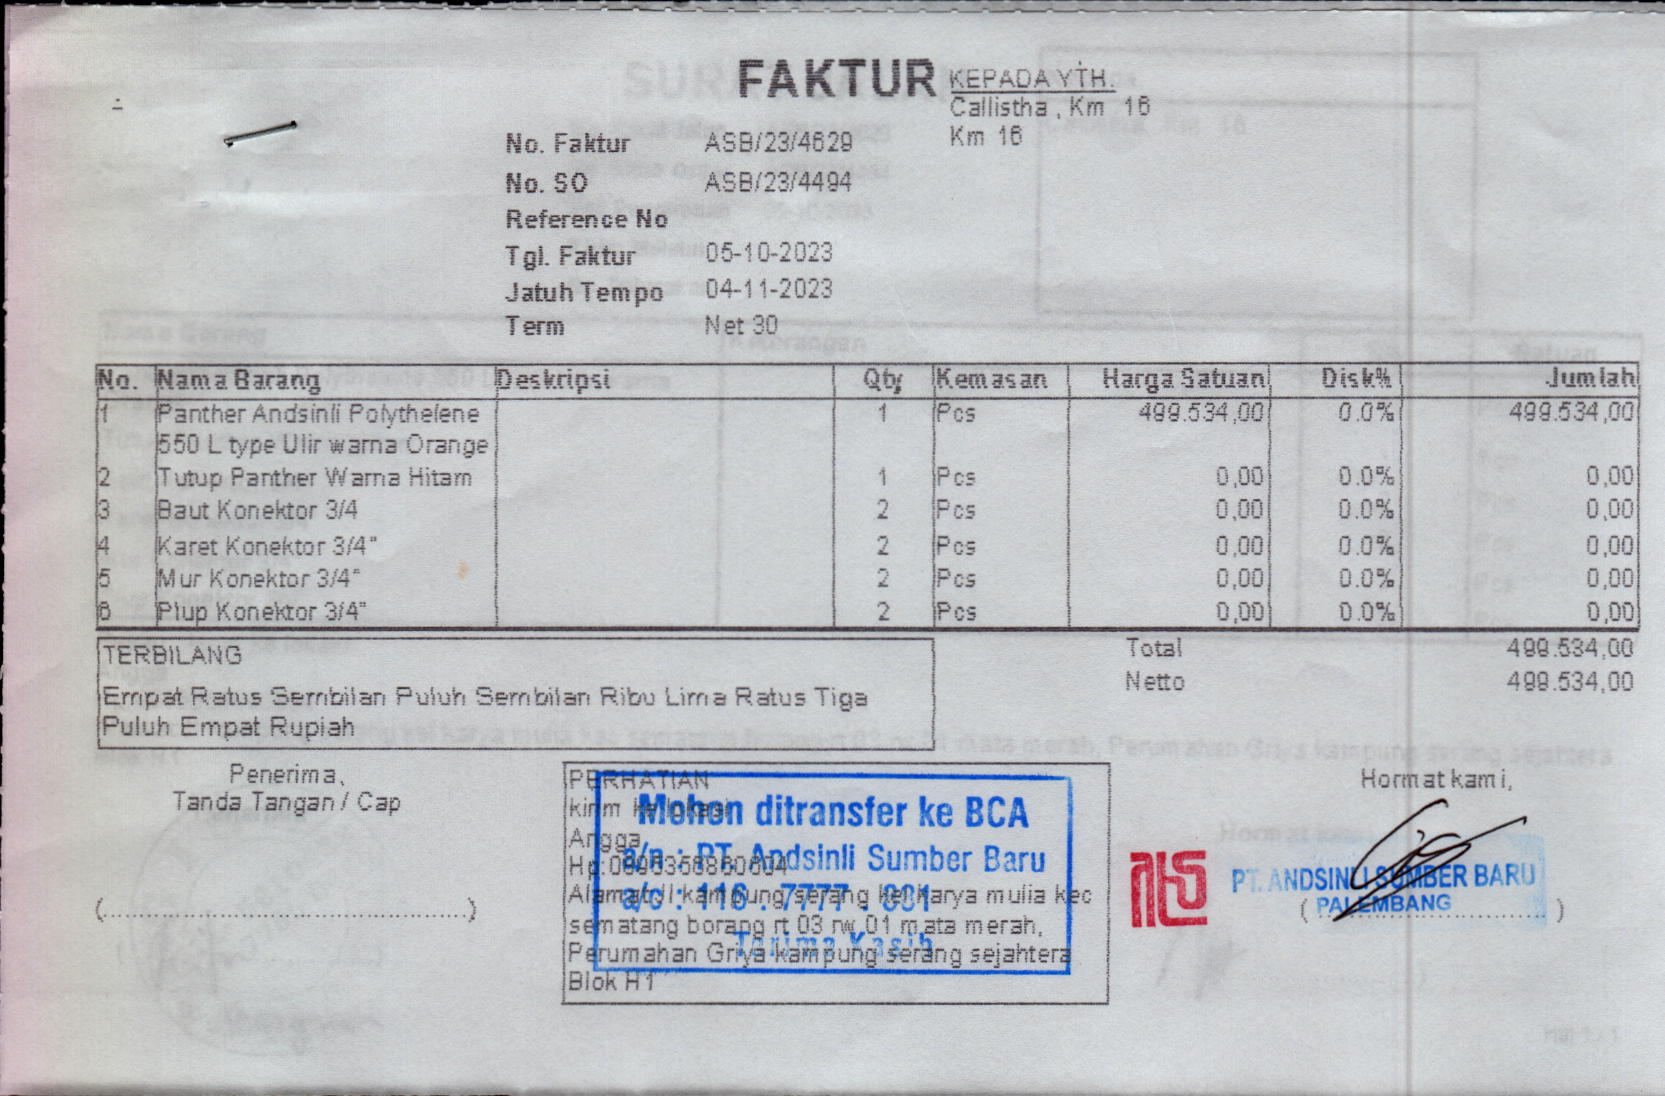 FAKTUR
KEPADA YTH.
Callistha , Km 16
Km 16
No. Faktur ASB/23/4629
No. SO ASB/23/4494
Reference No
Tgl. Faktur 05-10-2023
Jatuh Tempo 04-11-2023
Term Net 30
No. Nama Barang Deskripsi Qty Kemasan Harga Satuan Disk% Jumlah
1 Panther Andsinli Polythelene 1 Pcs 499.534,00 0.0% 499.534,00
550 L type Ulir warna Orange
2 Tutup Panther Warna Hitam 1 Pcs 0,00 0.0% 0,00
3 Baut Konektor 3/4 2 Pcs 0,00 0.0% 0,00
4 Karet Konektor 3/4" 2 Pcs 0,00 0.0% 0,00
5 Mur Konektor 3/4" 2 Pcs 0,00 0.0% 0,00
6 Plup Konektor 3/4" 2 Pcs 0,00 0.0% 0,00
Total 499.534,00
Netto 499.534,00
TERBILANG
Empat Ratus Sembilan Puluh Sembilan Ribu Lima Ratus Tiga
Puluh Empat Rupiah
Penerima,
Tanda Tangan / Cap
(........................................)
PERHATIAN
kirim ke lokasi
Angga
Hp:
Alamat kampung serang kel karya mulia kec
sematang borang rt 03 rw 01 mata merah,
Perumahan Griya kampung serang sejahtera
Blok H1
Mohon ditransfer ke BCA
a/n : PT. Andsinli Sumber Baru
a/c : 116 . 7777 .
Terima Kasih
Hormat kami,
PT. ANDSINLI SUMBER BARU
PALEMBANG